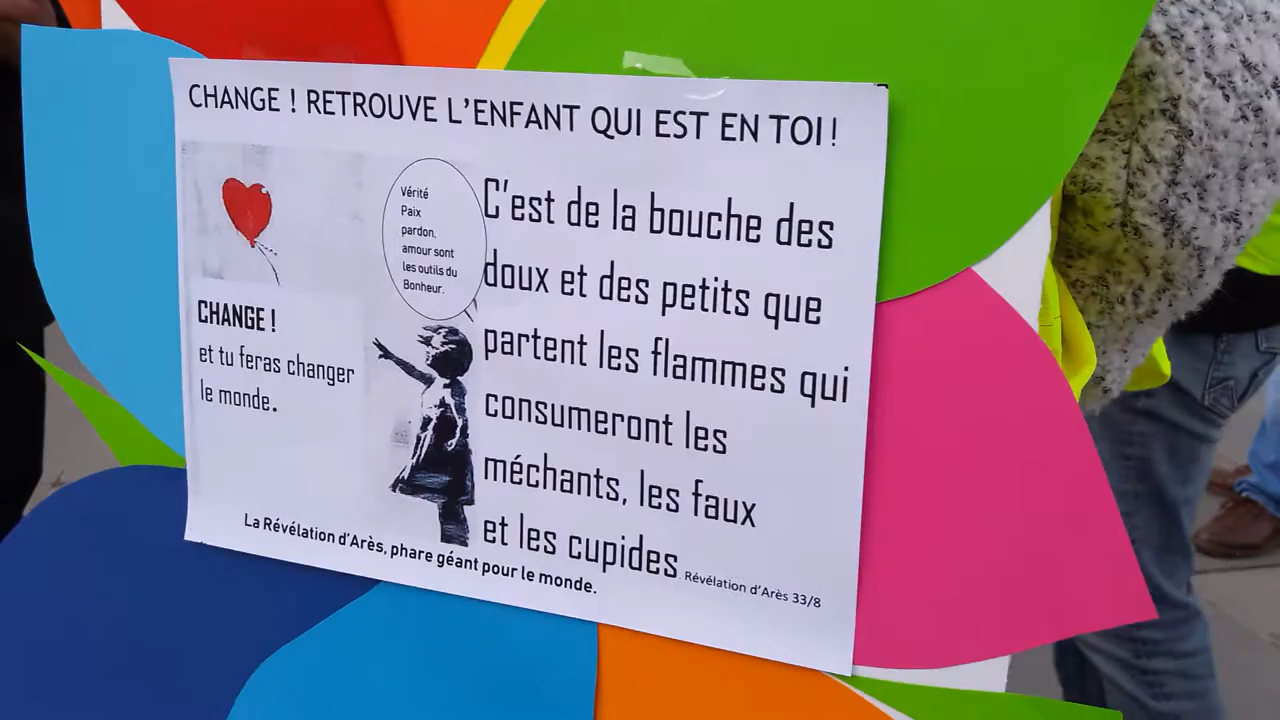 CHANGE ! RETROUVE L'ENFANT QUI EST EN TOI !
Vérité
Paix
pardon,
amour sont
les outils du
Bonheur.
CHANGE !
et tu feras changer
le monde.
C'est de la bouche des
doux et des petits que
partent les flammes qui
consumeront les
méchants, les faux
et les cupides. Révélation d'Arès 33/8
La Révélation d'Arès, phare géant pour le monde.